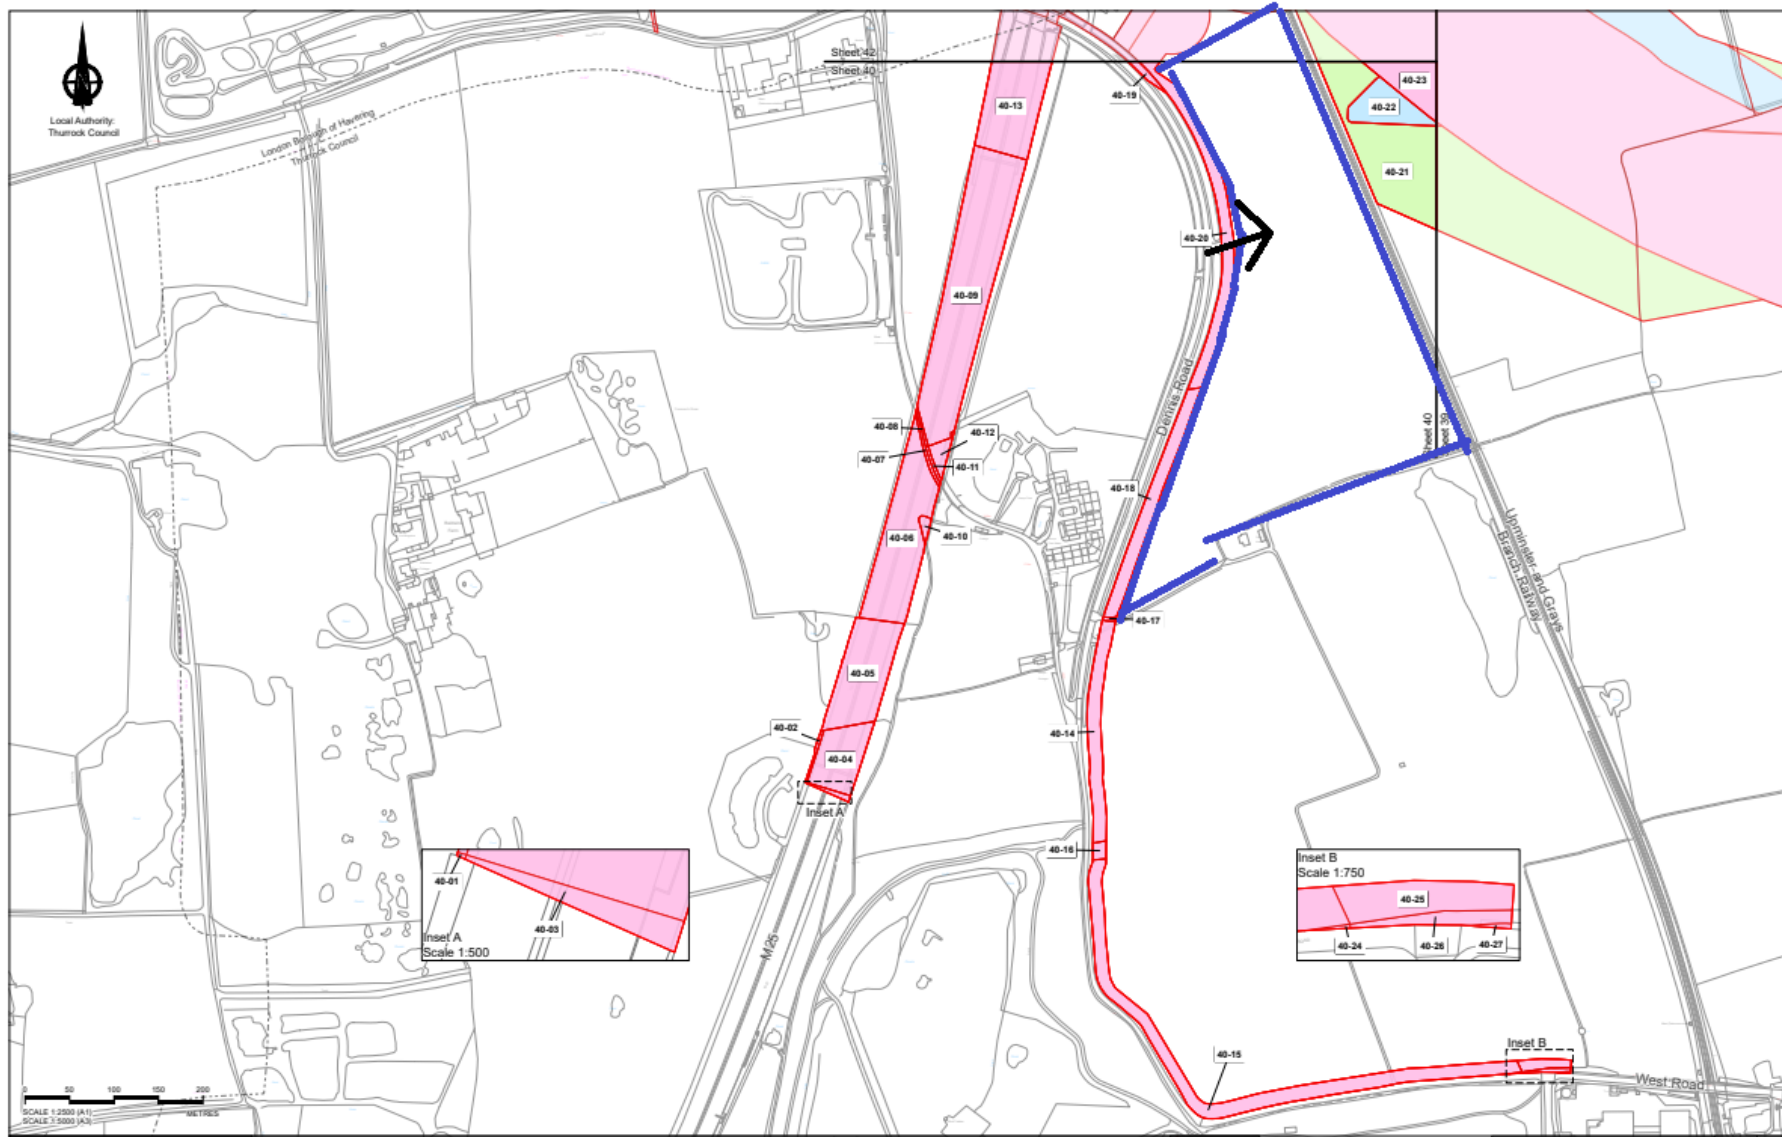 Sheet 42
Sheet 40
Local Authority:
Thurrock Council
London Borough of Havering
Thurrock Council
40-19
40-13
40-23
40-22
40-21
40-20
40-09
Dennis Road
40-08
40-12
40-07
40-11
Sheet 40
Sheet 39
40-18
40-06
40-10
Upminster and Grays
Branch Railway
40-17
40-05
40-02
40-14
40-04
Inset A
40-16
40-01
40-03
Inset A
Scale 1:500
M25
Inset B
Scale 1:750
40-25
40-24
40-26
40-27
40-15
Inset B
West Road
0 50 100 150 200
SCALE 1:2500 (A1)
METRES
SCALE 1:5000 (A3)